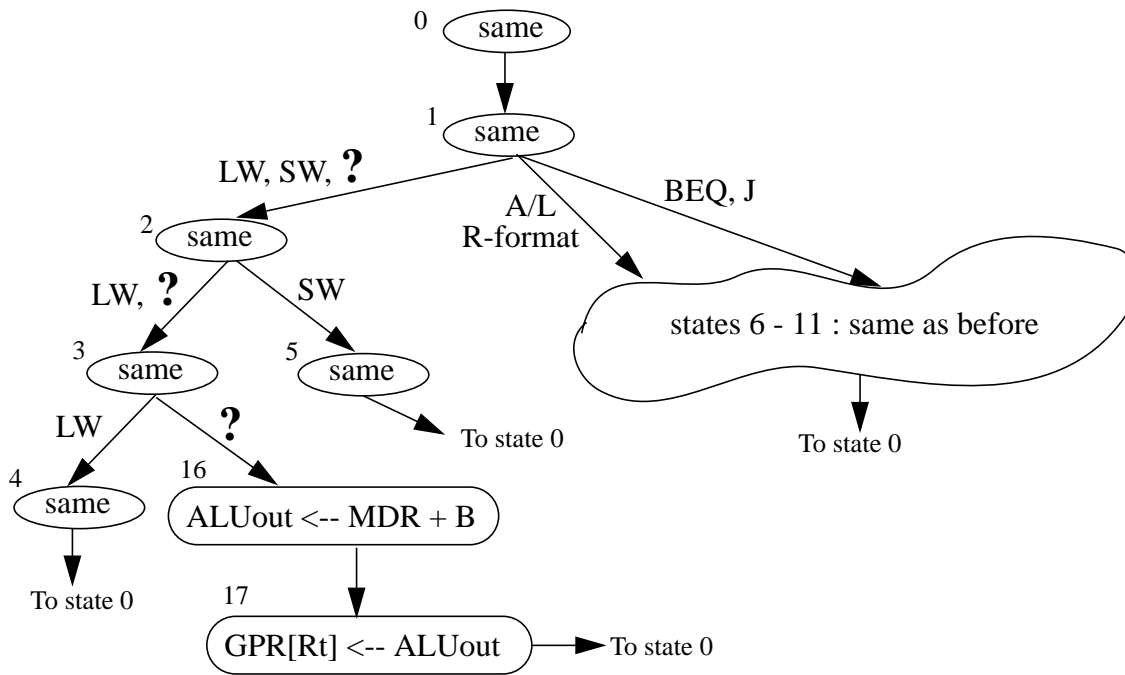 0
same
1
same
LW, SW, ?
A/L
R-format
BEQ, J
2
same
LW, ?
SW
states 6 - 11 : same as before
3
same
5
same
LW
?
To state 0
To state 0
4
same
16
ALUout <-- MDR + B
To state 0
17
GPR[Rt] <-- ALUout
To state 0